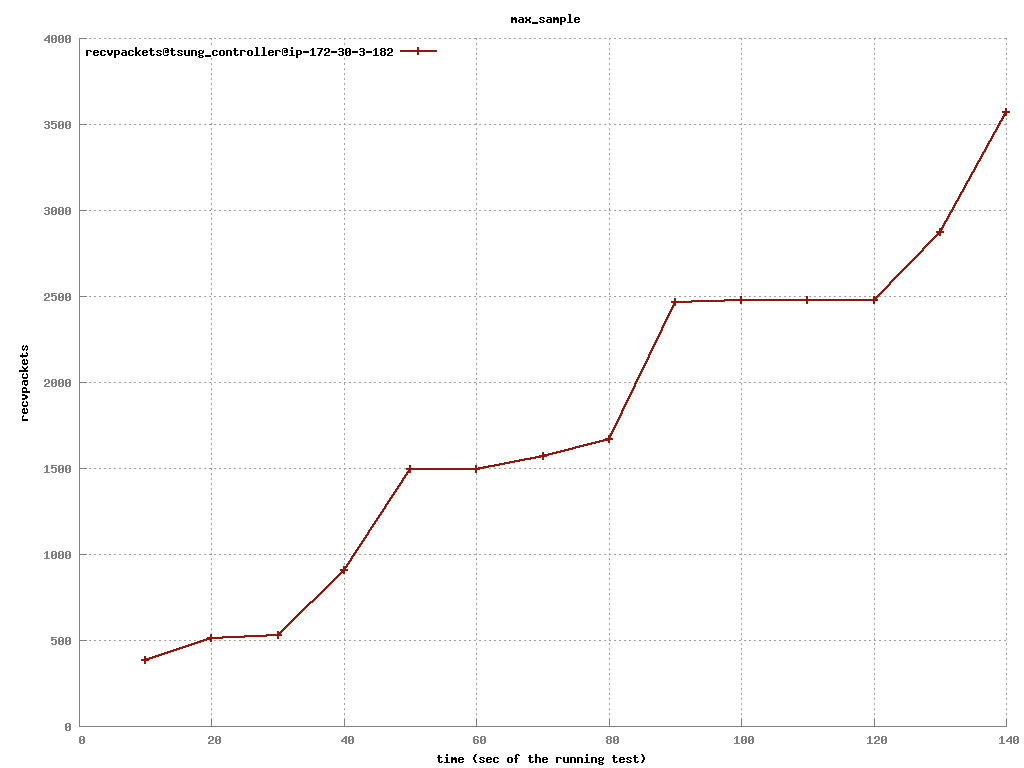 max_sample
4000
recvpackets@tsung_controller@ip-172-30-3-182
3500
3000
2500
2000
1500
1000
500
0
recvpackets
0 20 40 60 80 100 120 140
time (sec of the running test)